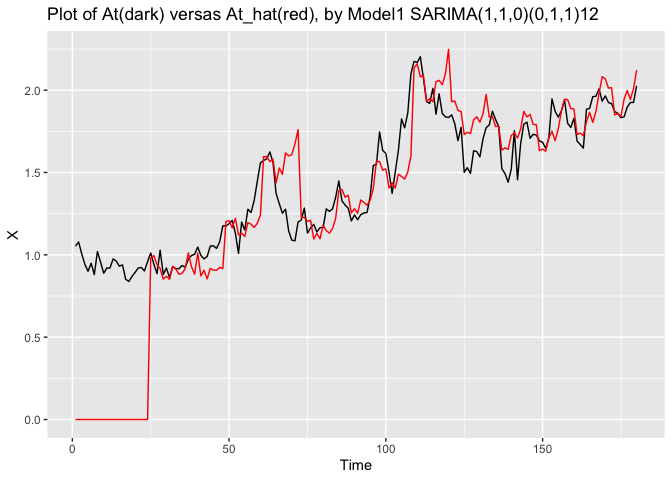 Plot of At(dark) versas At_hat(red), by Model1 SARIMA(1,1,0)(0,1,1)12
2.0
1.5
X
1.0
0.5
0.0
0 50 100 150
Time